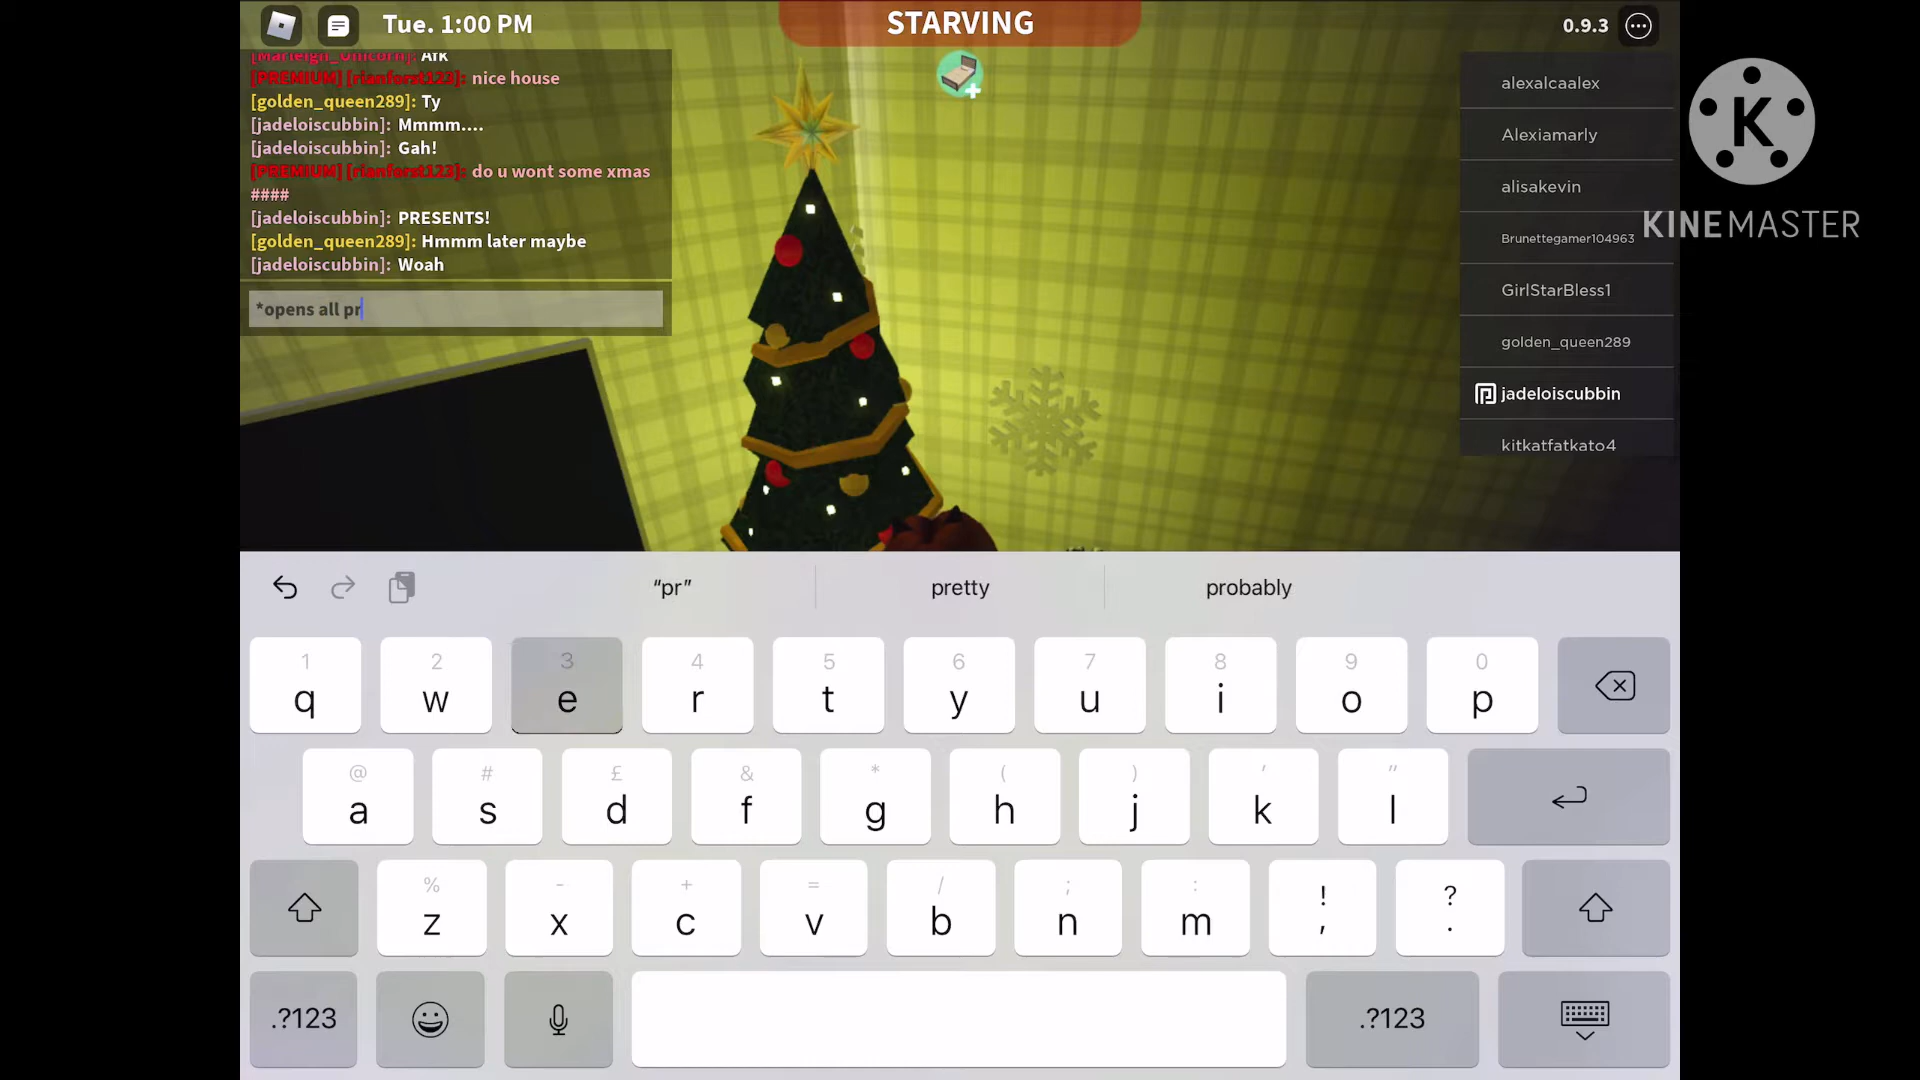 Tue. 1:00 PM
STARVING
0.9.3
[Marleigh_Unicorn]: Afk
[PREMIUM] [rianforst123]: nice house
[golden_queen289]: Ty
[jadeloiscubbin]: Mmmm....
[jadeloiscubbin]: Gah!
[PREMIUM] [rianforst123]: do u wont some xmas
####
[jadeloiscubbin]: PRESENTS!
[golden_queen289]: Hmmm later maybe
[jadeloiscubbin]: Woah
*opens all pr
alexalcaalex
Alexiamarly
alisakevin
Brunettegamer104963
GirlStarBless1
golden_queen289
jadeloiscubbin
kitkatfatkato4
K
KINEMASTER
“pr” pretty probably
1 2 3 4 5 6 7 8 9 0
q w e r t y u i o p
@ # £ & * ( ) ' "
a s d f g h j k l
% - + = / ; : ! ?
z x c v b n m , .
.?123 .?123